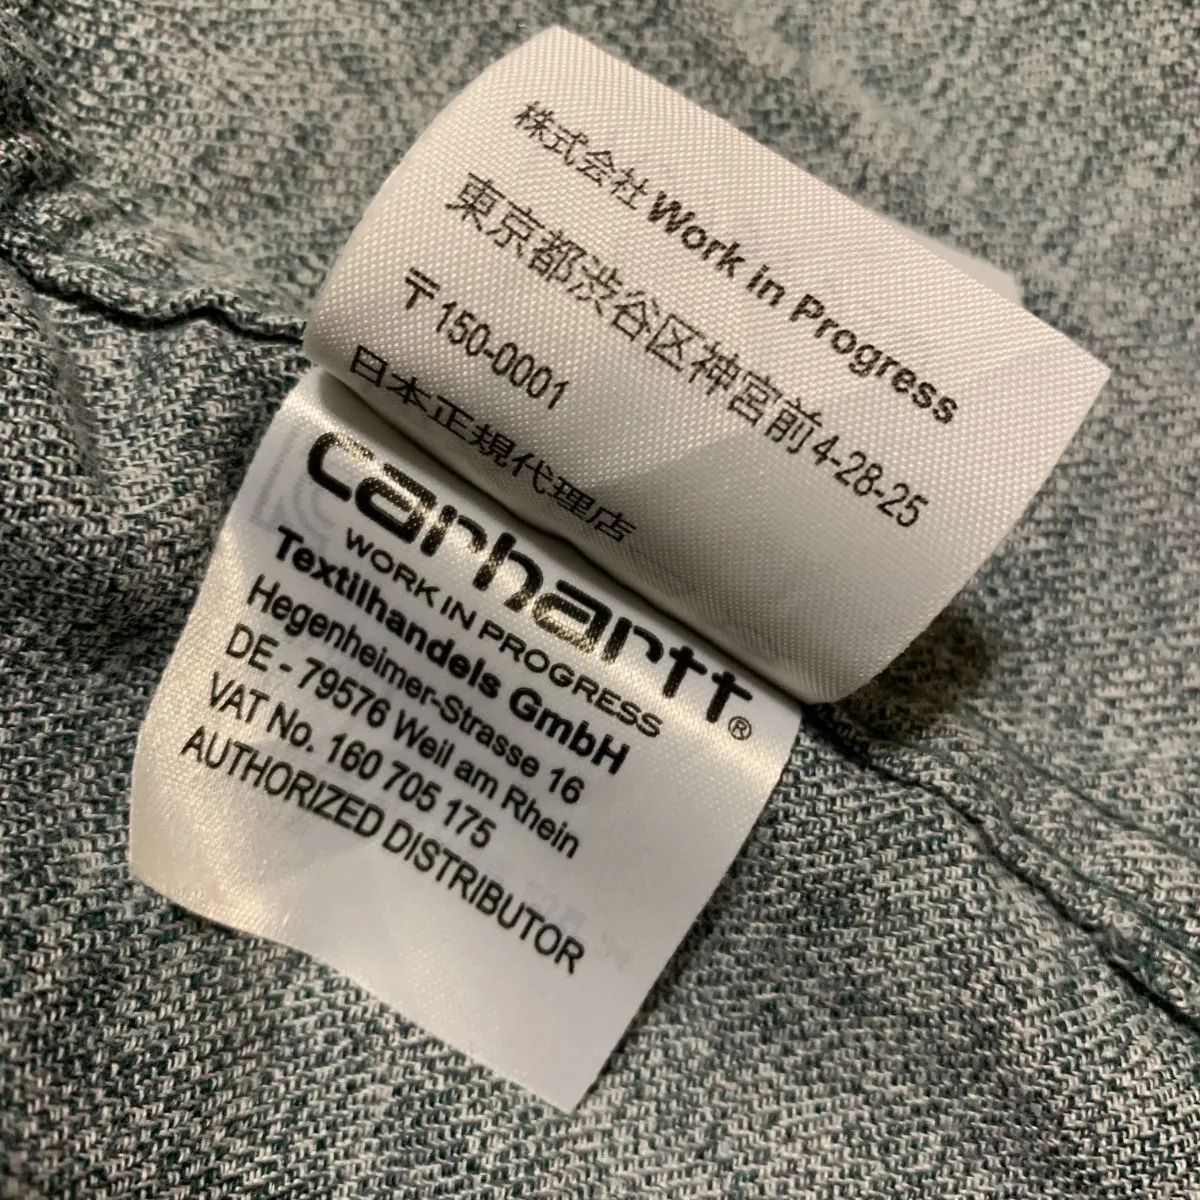 株式会社 Work in Progress
東京都渋谷区神宮前 4-28-25
〒150-0001
日本正規代理店
carhartt®
WORK IN PROGRESS
Textilhandels GmbH
Hegenheimer-Strasse 16
DE - 79576 Weil am Rhein
VAT No. 160 705 175
AUTHORIZED DISTRIBUTOR